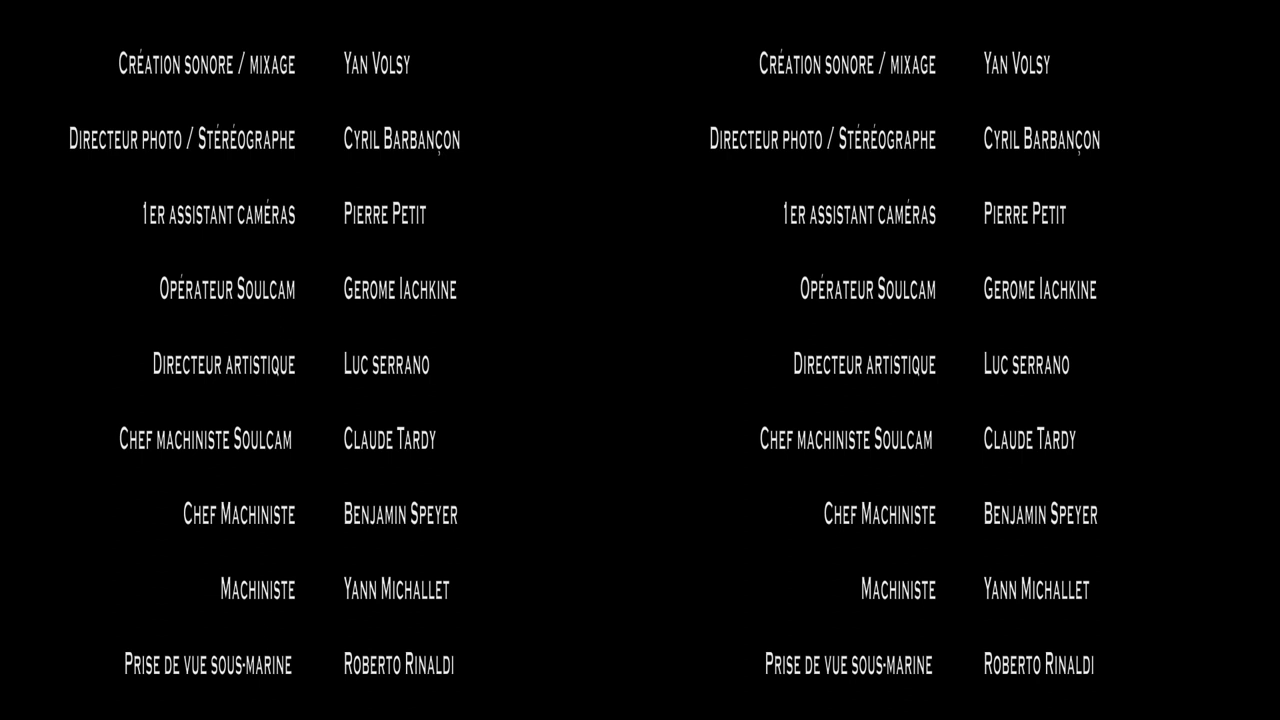 Création sonore / mixage Yan Volsy Création sonore / mixage Yan Volsy
Directeur photo / Stéréographe Cyril Barbançon Directeur photo / Stéréographe Cyril Barbançon
1er assistant caméras Pierre Petit 1er assistant caméras Pierre Petit
Opérateur Soulcam Gerome Iachkine Opérateur Soulcam Gerome Iachkine
Directeur artistique Luc serrano Directeur artistique Luc serrano
Chef machiniste Soulcam Claude Tardy Chef machiniste Soulcam Claude Tardy
Chef Machiniste Benjamin Speyer Chef Machiniste Benjamin Speyer
Machiniste Yann Michallet Machiniste Yann Michallet
Prise de vue sous-marine Roberto Rinaldi Prise de vue sous-marine Roberto Rinaldi